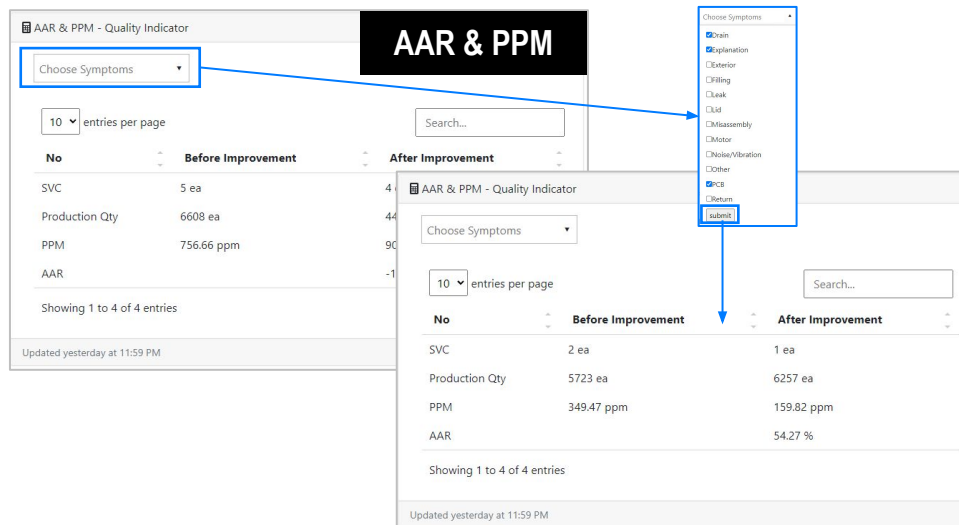 AAR & PPM - Quality Indicator
AAR & PPM
Choose Symptoms
10 entries per page
Search...
No Before Improvement After Improvement
SVC 5 ea 4
Production Qty 6608 ea 44
PPM 756.66 ppm 90
AAR -1
Showing 1 to 4 of 4 entries
Updated yesterday at 11:59 PM
Choose Symptoms
Drain
Explanation
Exterior
Filling
Leak
Lid
Misassembly
Motor
Noise/Vibration
Other
PCB
Return
submit
AAR & PPM - Quality Indicator
Choose Symptoms
10 entries per page
Search...
No Before Improvement After Improvement
SVC 2 ea 1 ea
Production Qty 5723 ea 6257 ea
PPM 349.47 ppm 159.82 ppm
AAR 54.27 %
Showing 1 to 4 of 4 entries
Updated yesterday at 11:59 PM